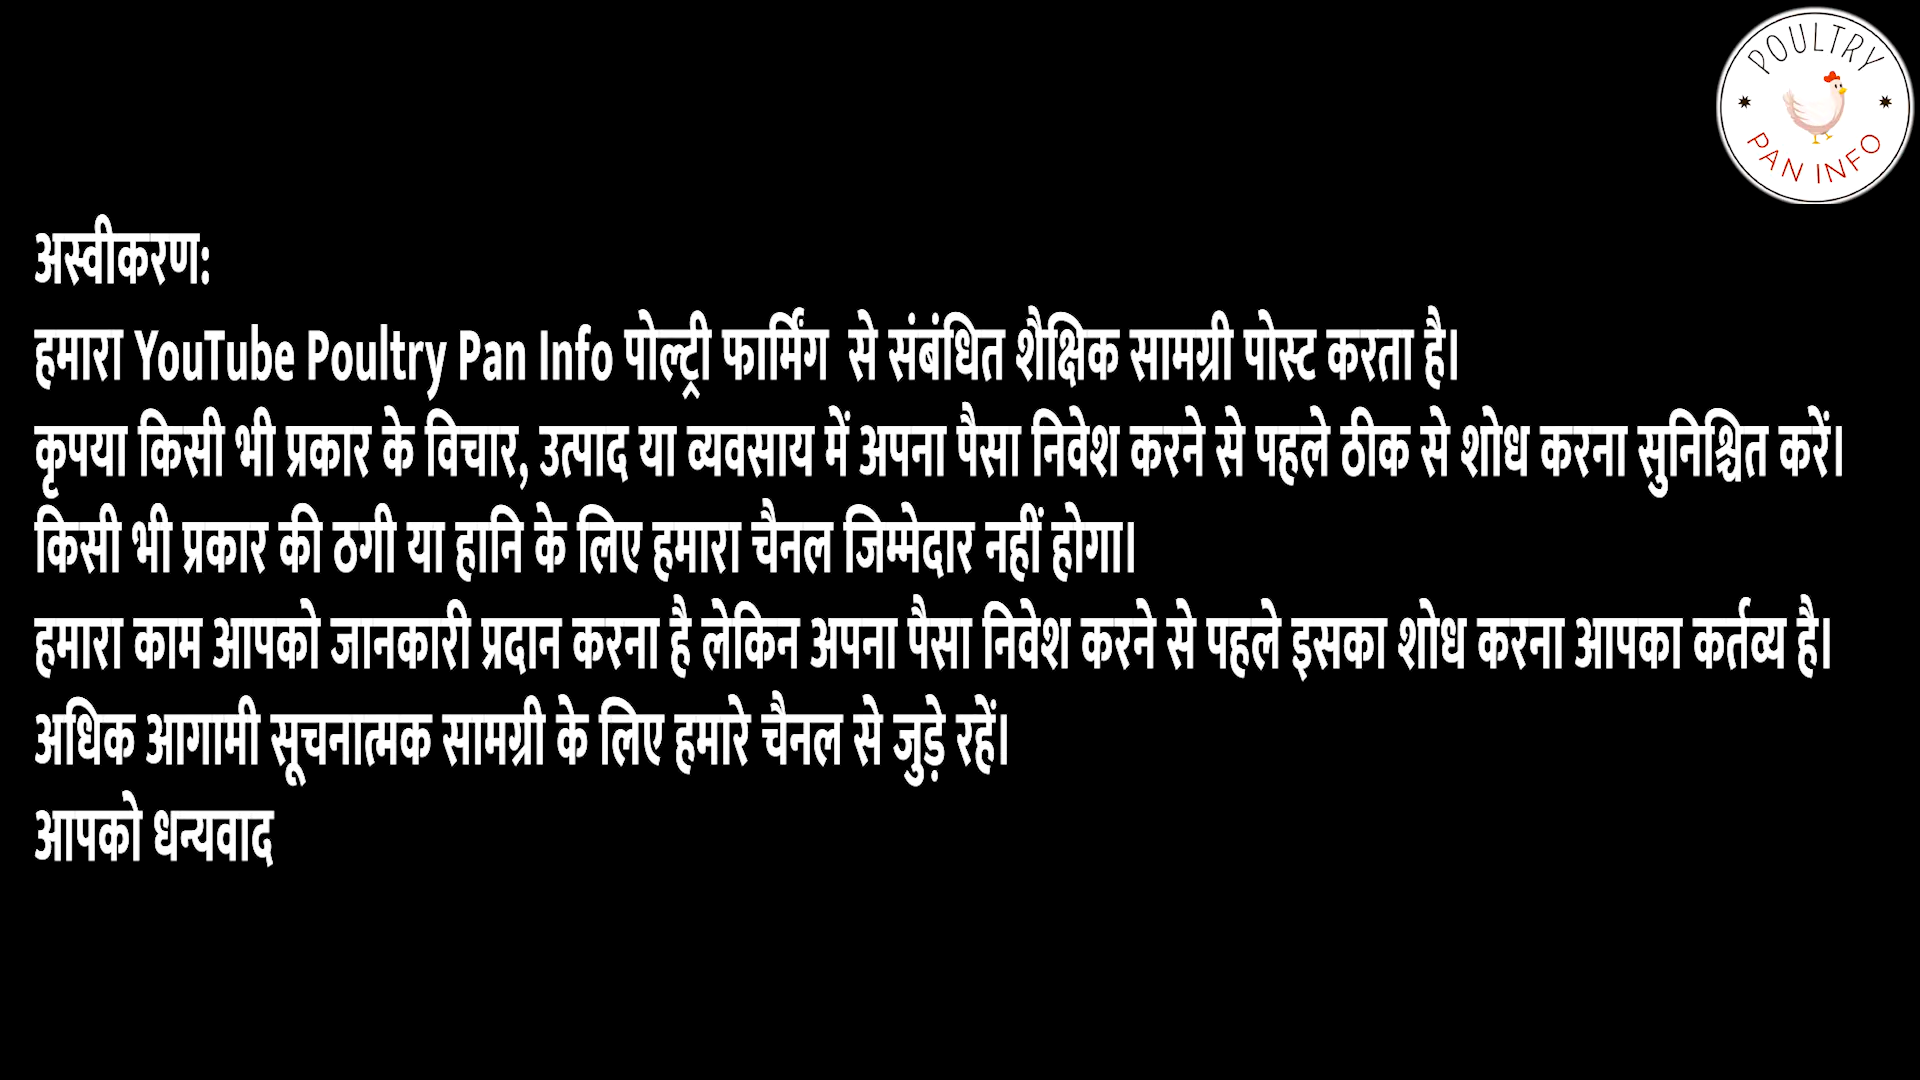 POULTRY
PAN INFO
अस्वीकरण:
हमारा YouTube Poultry Pan Info पोल्ट्री फार्मिंग से संबंधित शैक्षिक सामग्री पोस्ट करता है।
कृपया किसी भी प्रकार के विचार, उत्पाद या व्यवसाय में अपना पैसा निवेश करने से पहले ठीक से शोध करना सुनिश्चित करें।
किसी भी प्रकार की ठगी या हानि के लिए हमारा चैनल जिम्मेदार नहीं होगा।
हमारा काम आपको जानकारी प्रदान करना है लेकिन अपना पैसा निवेश करने से पहले इसका शोध करना आपका कर्तव्य है।
अधिक आगामी सूचनात्मक सामग्री के लिए हमारे चैनल से जुड़े रहें।
आपको धन्यवाद